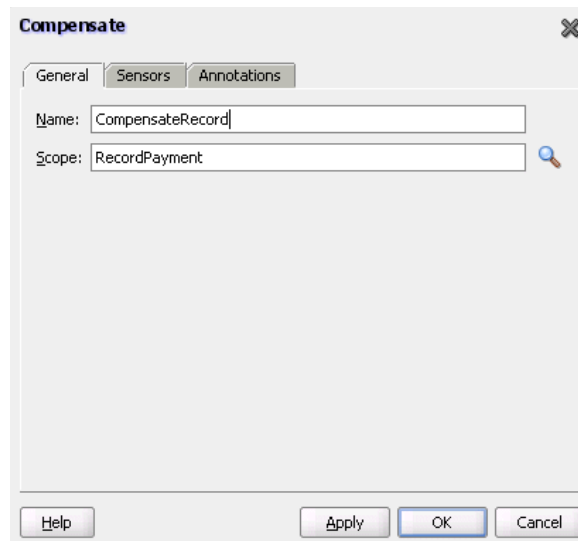 Compensate
General Sensors Annotations
Name: CompensateRecord
Scope: RecordPayment
Help Apply OK Cancel